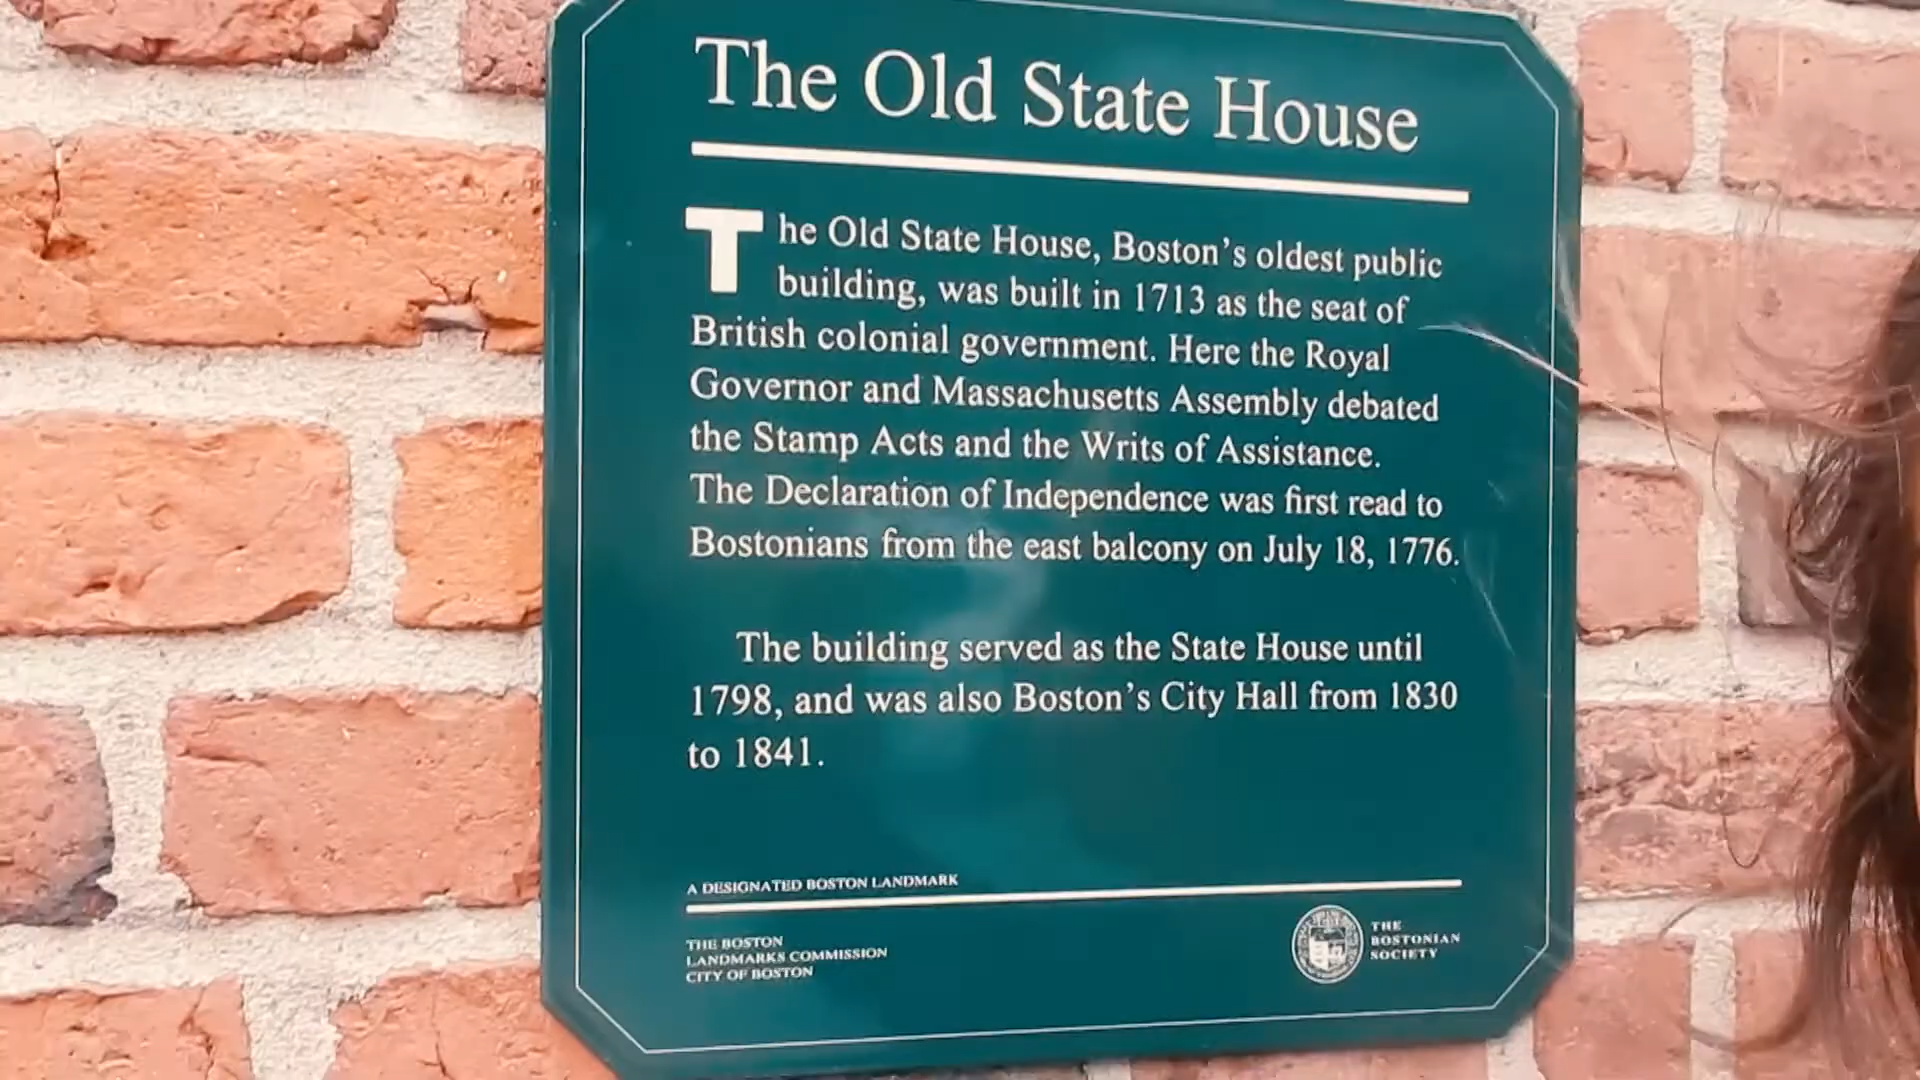 The Old State House
The Old State House, Boston's oldest public
building, was built in 1713 as the seat of
British colonial government. Here the Royal
Governor and Massachusetts Assembly debated
the Stamp Acts and the Writs of Assistance.
The Declaration of Independence was first read to
Bostonians from the east balcony on July 18, 1776.
The building served as the State House until
1798, and was also Boston's City Hall from 1830
to 1841.
A DESIGNATED BOSTON LANDMARK
THE BOSTON
LANDMARKS COMMISSION
CITY OF BOSTON
THE
BOSTONIAN
SOCIETY